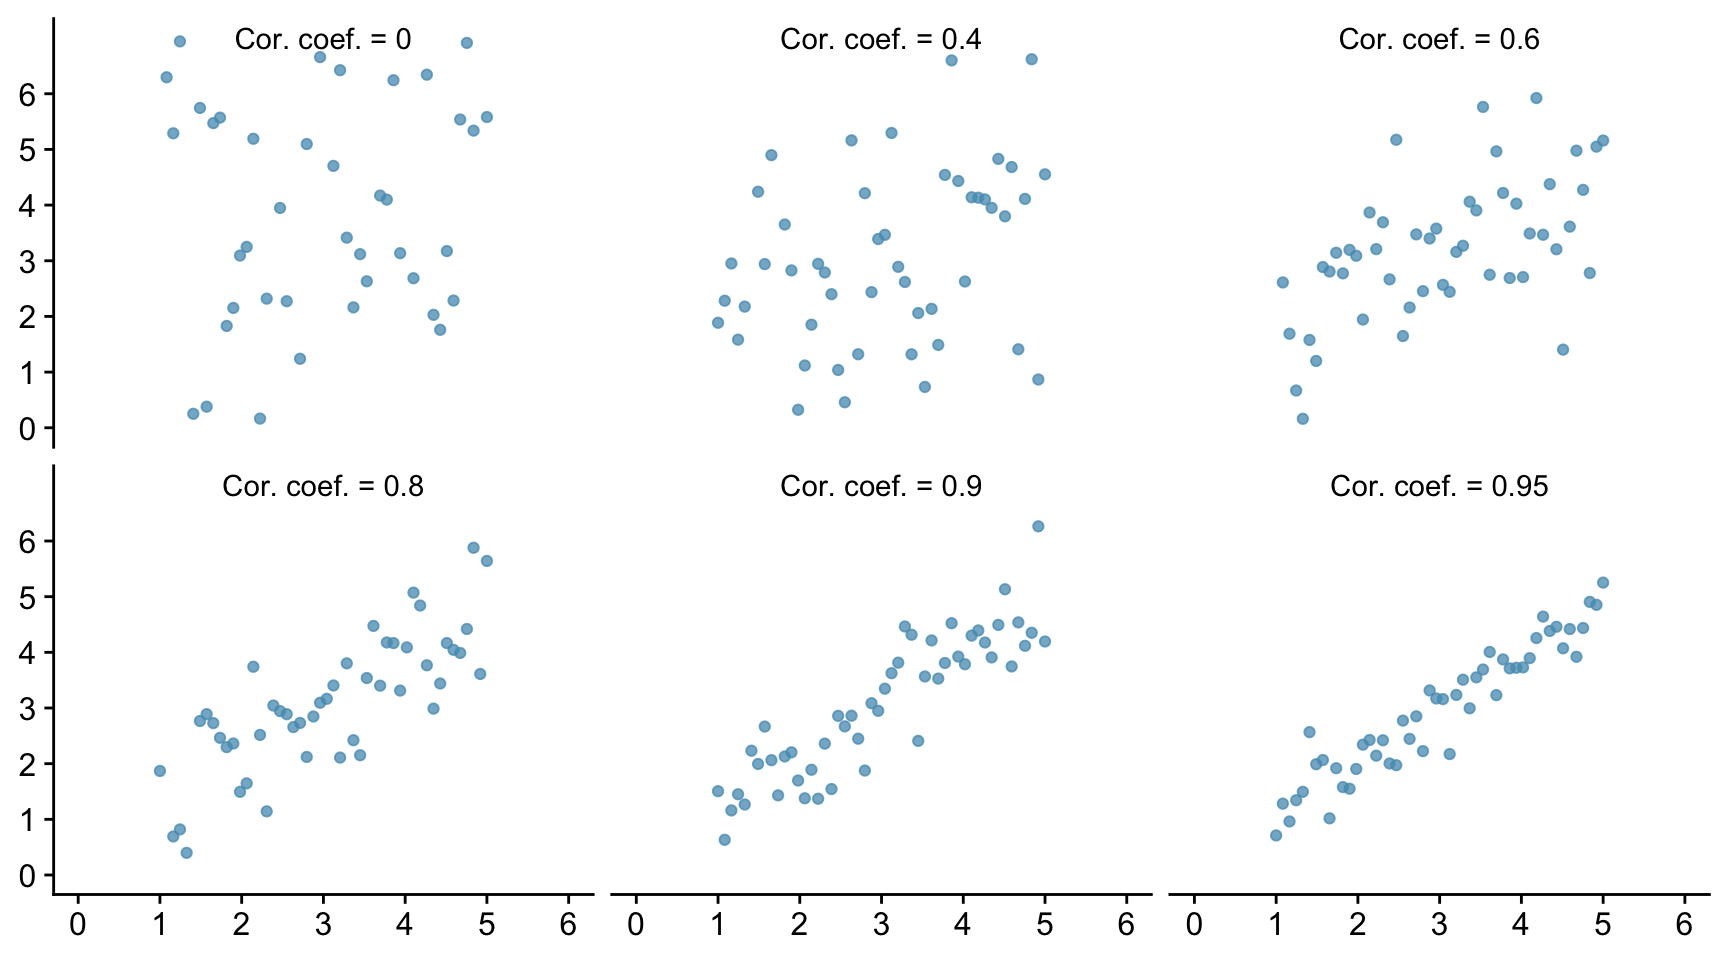 Cor. coef. = 0
Cor. coef. = 0.4
Cor. coef. = 0.6
6
5
4
3
2
1
0
Cor. coef. = 0.8
Cor. coef. = 0.9
Cor. coef. = 0.95
6
5
4
3
2
1
0
0 1 2 3 4 5 6
0 1 2 3 4 5 6
0 1 2 3 4 5 6